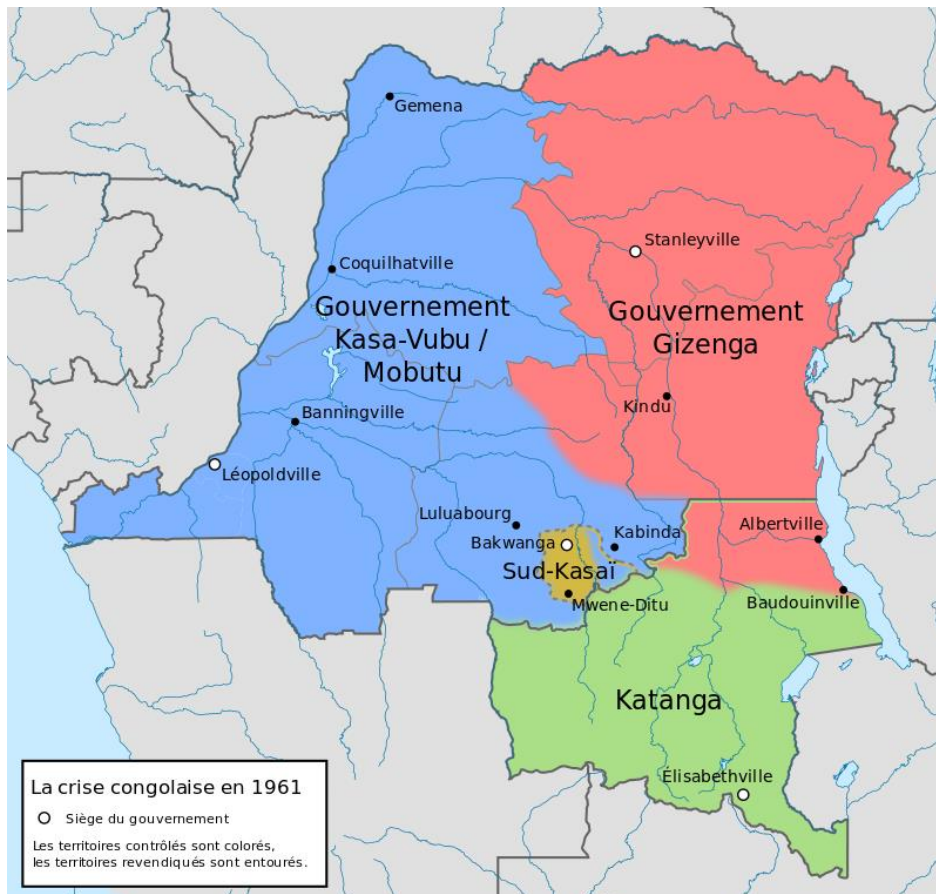 Gemena
Stanleyville
Coquilhatville
Gouvernement
Kasa-Vubu /
Mobutu
Gouvernement
Gizenga
Kindu
Banningville
Léopoldville
Luluabourg
Bakwanga
Kabinda
Albertville
Sud-Kasaï
Mwene-Ditu
Baudouinville
Katanga
Élisabethville
La crise congolaise en 1961
Siège du gouvernement
Les territoires contrôlés sont colorés,
les territoires revendiqués sont entourés.